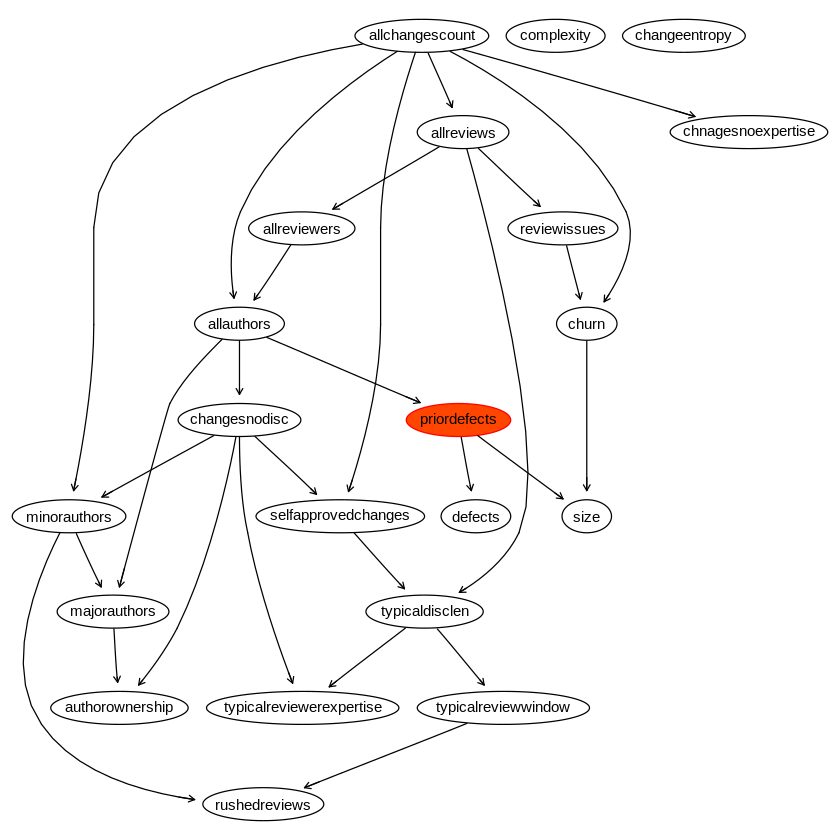 allchangescount
complexity
changeentropy
allreviews
chnagesnoexpertise
allreviewers
reviewissues
allauthors
churn
changesnodisc
priordefects
minorauthors
selfapprovedchanges
defects
size
majorauthors
typicaldisclen
authorownership
typicalreviewerexpertise
typicalreviewwindow
rushedreviews